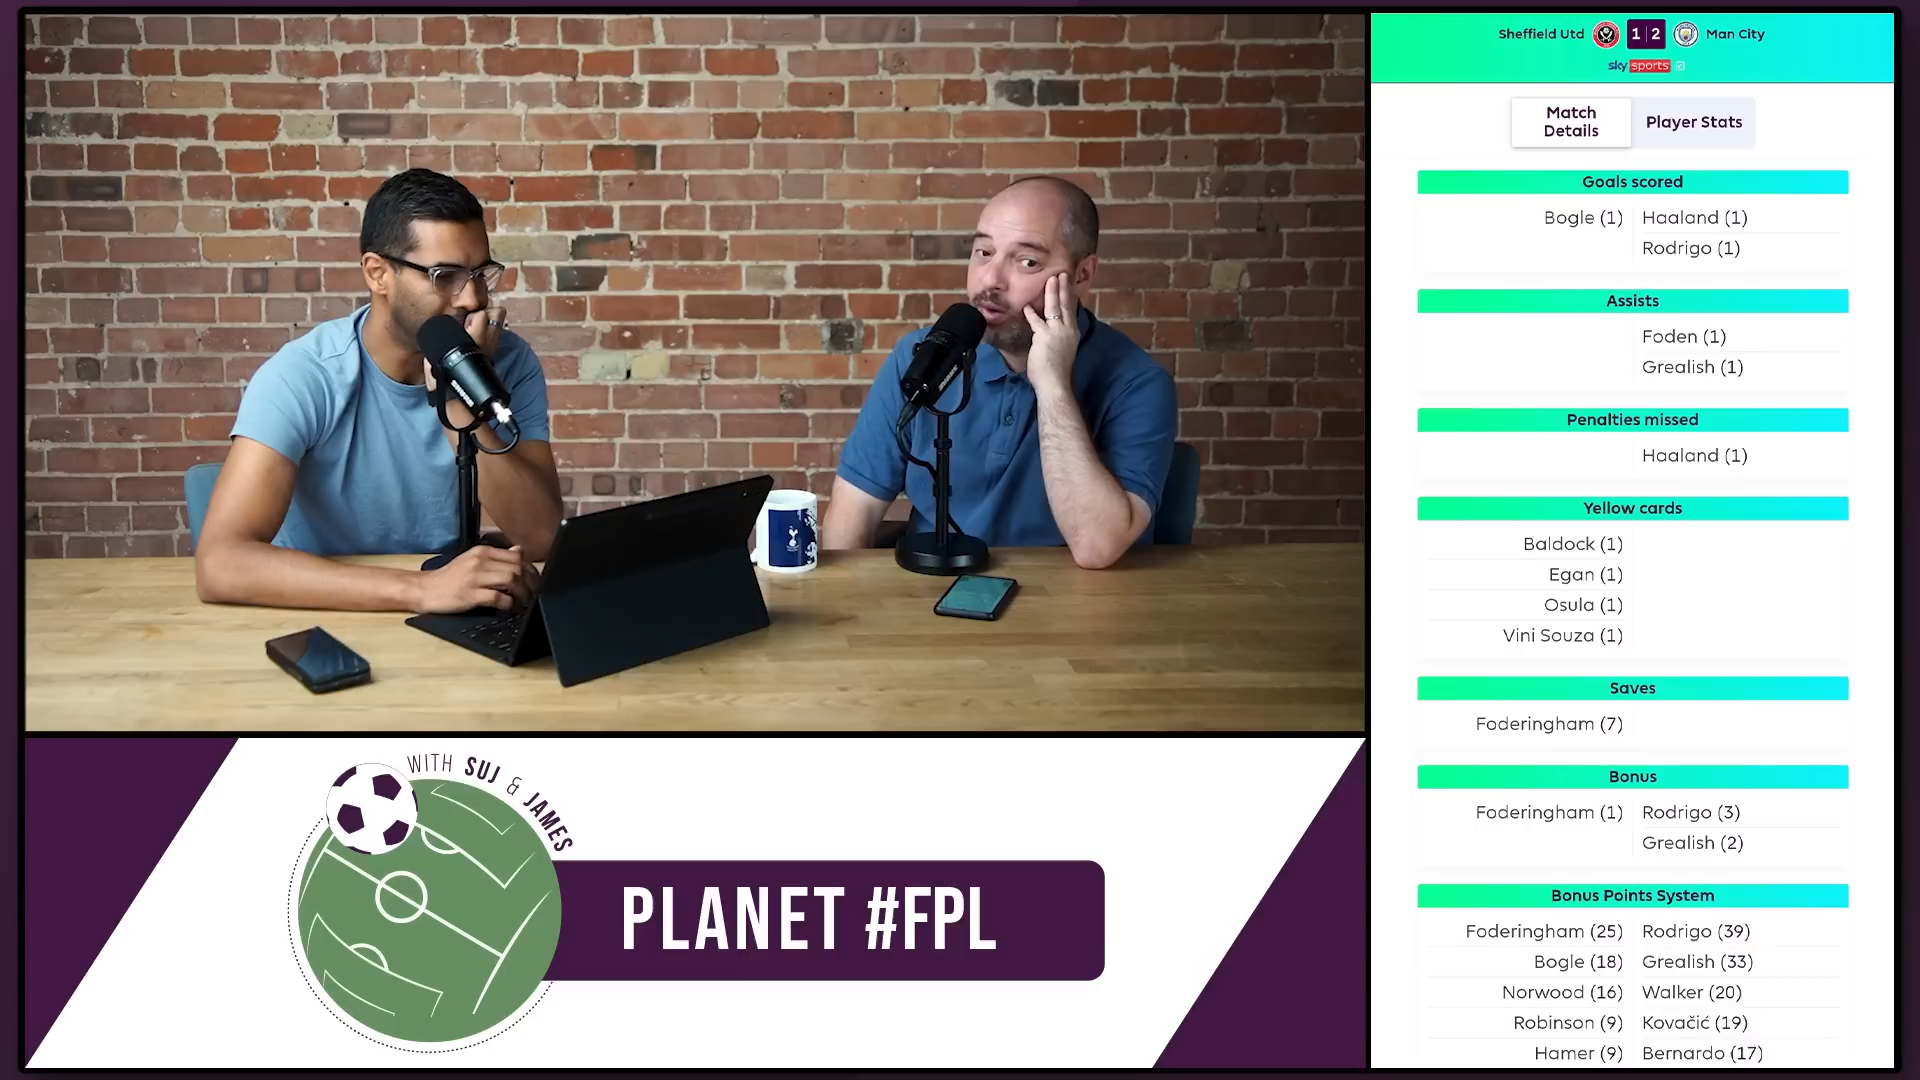 Sheffield Utd 1 2 Man City
sky sports
Match Details
Player Stats
Goals scored
Bogle (1) Haaland (1)
Rodrigo (1)
Assists
Foden (1)
Grealish (1)
Penalties missed
Haaland (1)
Yellow cards
Baldock (1)
Egan (1)
Osula (1)
Vini Souza (1)
Saves
Foderingham (7)
Bonus
Foderingham (1) Rodrigo (3)
Grealish (2)
Bonus Points System
Foderingham (25) Rodrigo (39)
Bogle (18) Grealish (33)
Norwood (16) Walker (20)
Robinson (9) Kovačić (19)
Hamer (9) Bernardo (17)
WITH SUJ & JAMES
PLANET #FPL
SHURE
SHURE